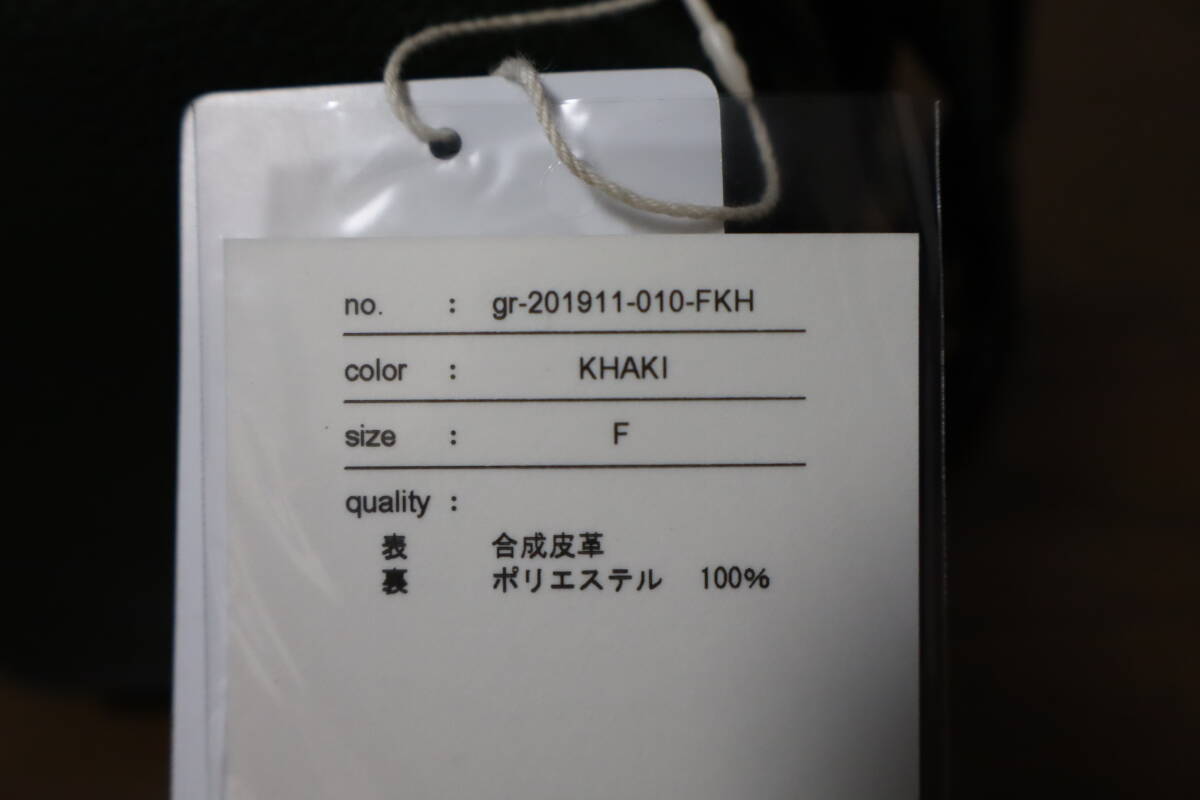 no. : gr-201911-010-FKH
color : KHAKI
size : F
quality :
表 合成皮革
裏 ポリエステル 100%